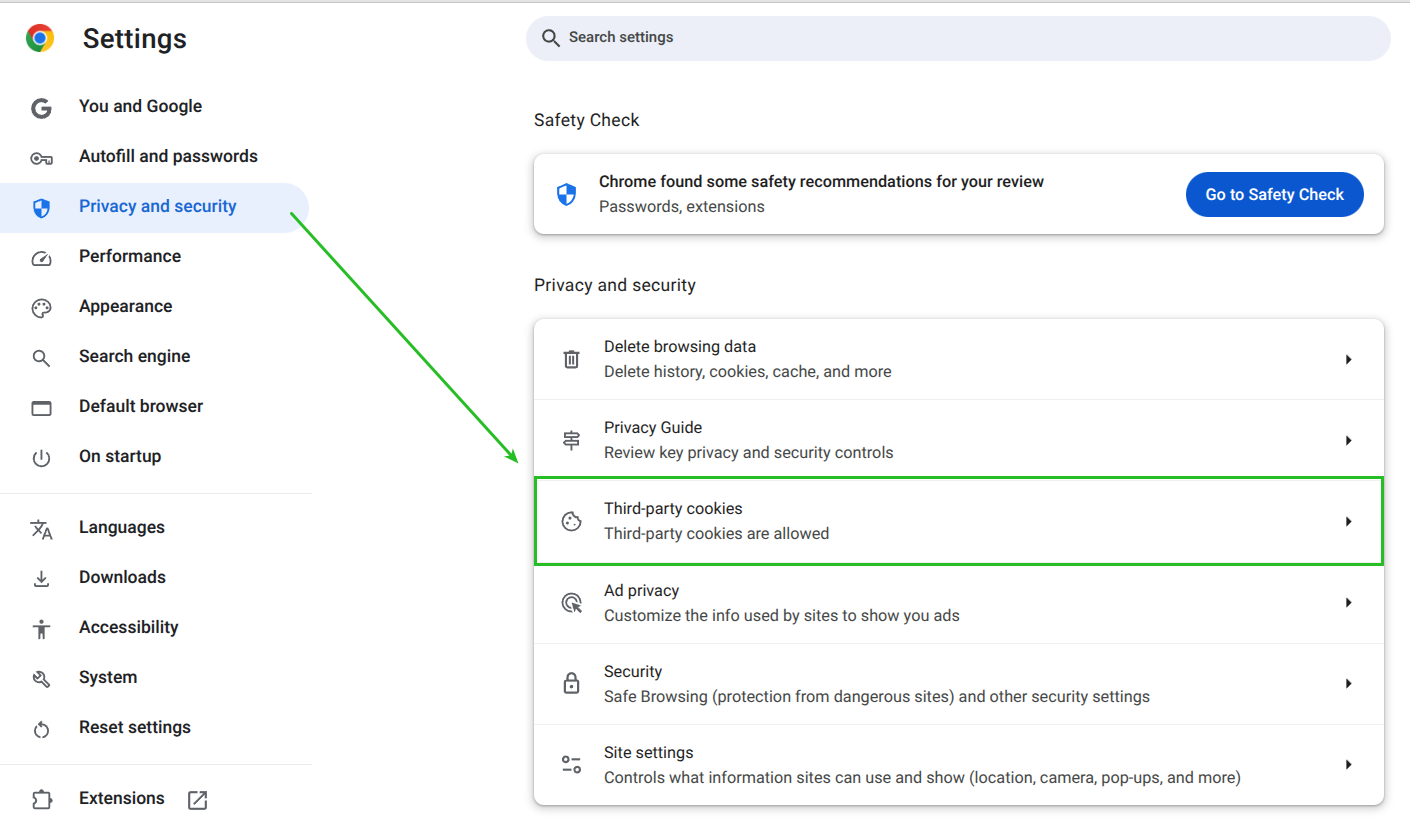 Settings
Search settings
You and Google
Autofill and passwords
Privacy and security
Performance
Appearance
Search engine
Default browser
On startup
Languages
Downloads
Accessibility
System
Reset settings
Extensions
Safety Check
Chrome found some safety recommendations for your review
Passwords, extensions
Go to Safety Check
Privacy and security
Delete browsing data
Delete history, cookies, cache, and more
Privacy Guide
Review key privacy and security controls
Third-party cookies
Third-party cookies are allowed
Ad privacy
Customize the info used by sites to show you ads
Security
Safe Browsing (protection from dangerous sites) and other security settings
Site settings
Controls what information sites can use and show (location, camera, pop-ups, and more)